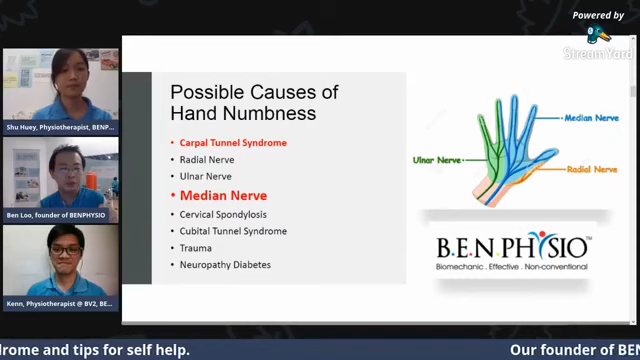 Powered by
StreamYard
Shu Huey, Physiotherapist, BENP...
Ben Loo, founder of BENPHYSIO
Kenn, Physiotherapist @ BV2, BE...
Possible Causes of
Hand Numbness
• Carpal Tunnel Syndrome
• Radial Nerve
• Ulnar Nerve
• Median Nerve
• Cervical Spondylosis
• Cubital Tunnel Syndrome
• Trauma
• Neuropathy Diabetes
Median Nerve
Ulnar Nerve
Radial Nerve
B.E.N.PHYSIO™
Biomechanic . Effective . Non-conventional
drome and tips for self help.
Our founder of BEN